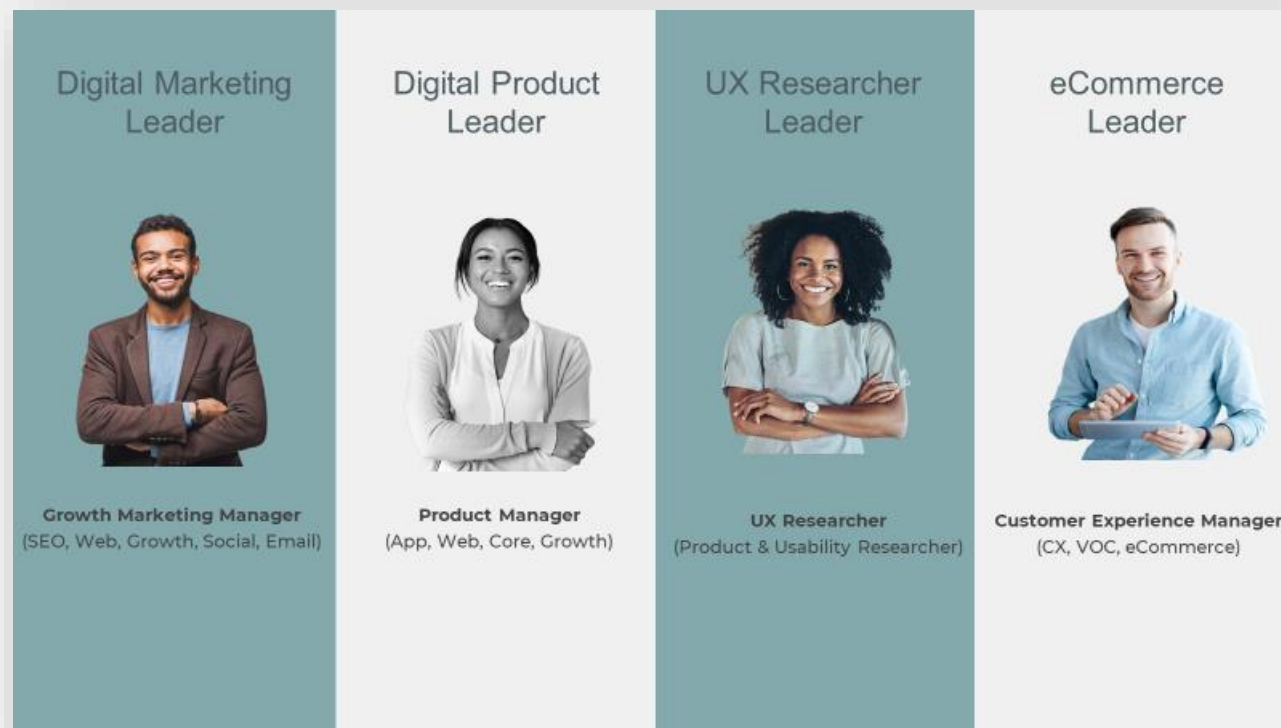 Digital Marketing
Leader
Growth Marketing Manager
(SEO, Web, Growth, Social, Email)
Digital Product
Leader
Product Manager
(App, Web, Core, Growth)
UX Researcher
Leader
UX Researcher
(Product & Usability Researcher)
eCommerce
Leader
Customer Experience Manager
(CX, VOC, eCommerce)